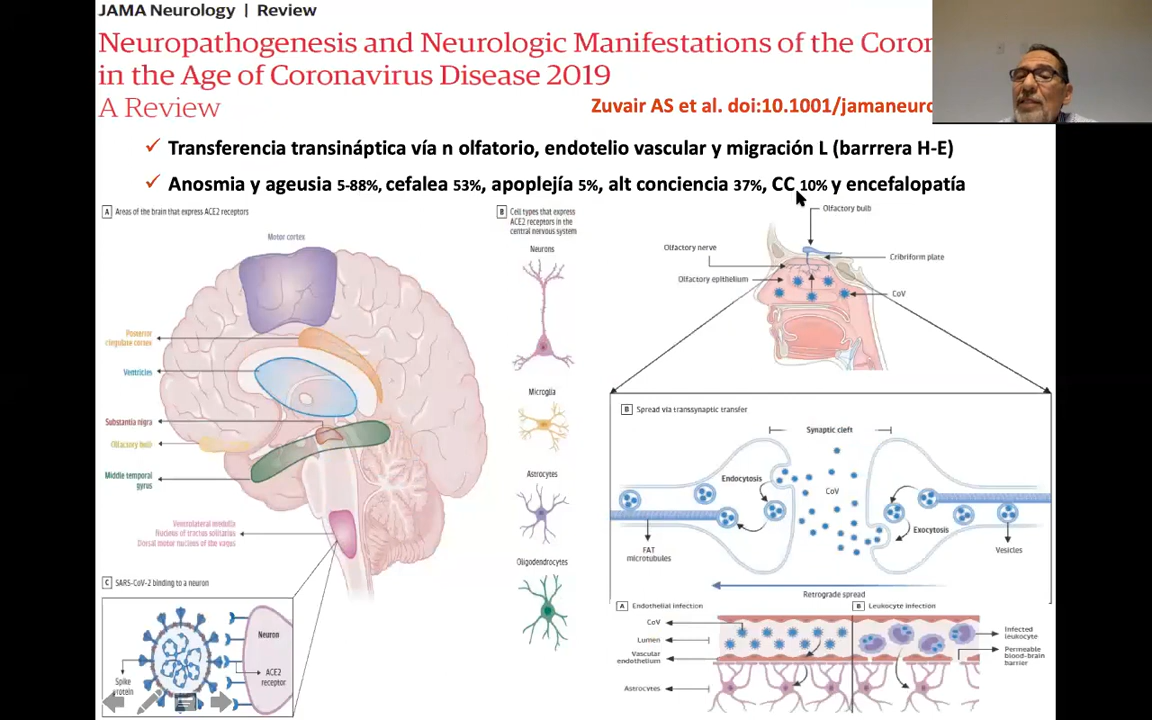 JAMA Neurology | Review
Neuropathogenesis and Neurologic Manifestations of the Coron
in the Age of Coronavirus Disease 2019
A Review
Zuvair AS et al. doi:10.1001/jamaneuro
Transferencia transináptica vía n olfatorio, endotelio vascular y migración L (barrrera H-E)
Anosmia y ageusia 5-88%, cefalea 53%, apoplejía 5%, alt conciencia 37%, CC 10% y encefalopatía
A Areas of the brain that express ACE2 receptors
Motor cortex
Posterior
cingulate cortex
Ventricles
Substantia nigra
Olfactory bulb
Middle temporal
gyrus
Ventrolateral medulla
Nucleus of tractus solitarius
Dorsal motor nucleus of the vagus
B Cell types that express
ACE2 receptors in the
central nervous system
Neurons
Microglia
Astrocytes
Oligodendrocytes
C SARS-CoV-2 binding to a neuron
Neuron
ACE2
receptor
Spike
protein
Olfactory bulb
Olfactory nerve
Cribriform plate
Olfactory epithelium
CoV
B Spread via transsynaptic transfer
Synaptic cleft
Endocytosis
CoV
Exocytosis
FAT
microtubules
Vesicles
Retrograde spread
A Endothelial infection
B Leukocyte infection
CoV
Lumen
Vascular
endothelium
Astrocytes
Infected
leukocyte
Permeable
blood-brain
barrier